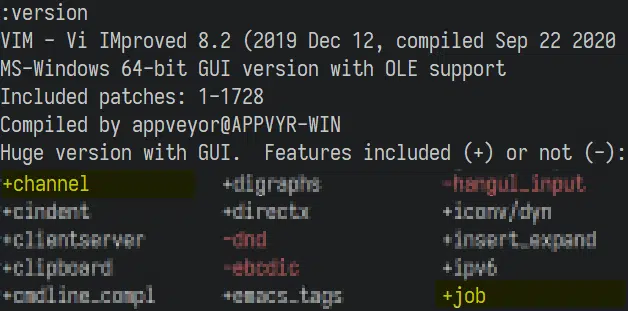 :version
VIM - Vi IMproved 8.2 (2019 Dec 12, compiled Sep 22 2020
MS-Windows 64-bit GUI version with OLE support
Included patches: 1-1728
Compiled by appveyor@APPVYR-WIN
Huge version with GUI.  Features included (+) or not (-):
+channel +digraphs -hangul_input
+cindent +directx +iconv/dyn
+clientserver -dnd +insert_expand
+clipboard -ebcdic +ipv6
+cmdline_compl +emacs_tags +job